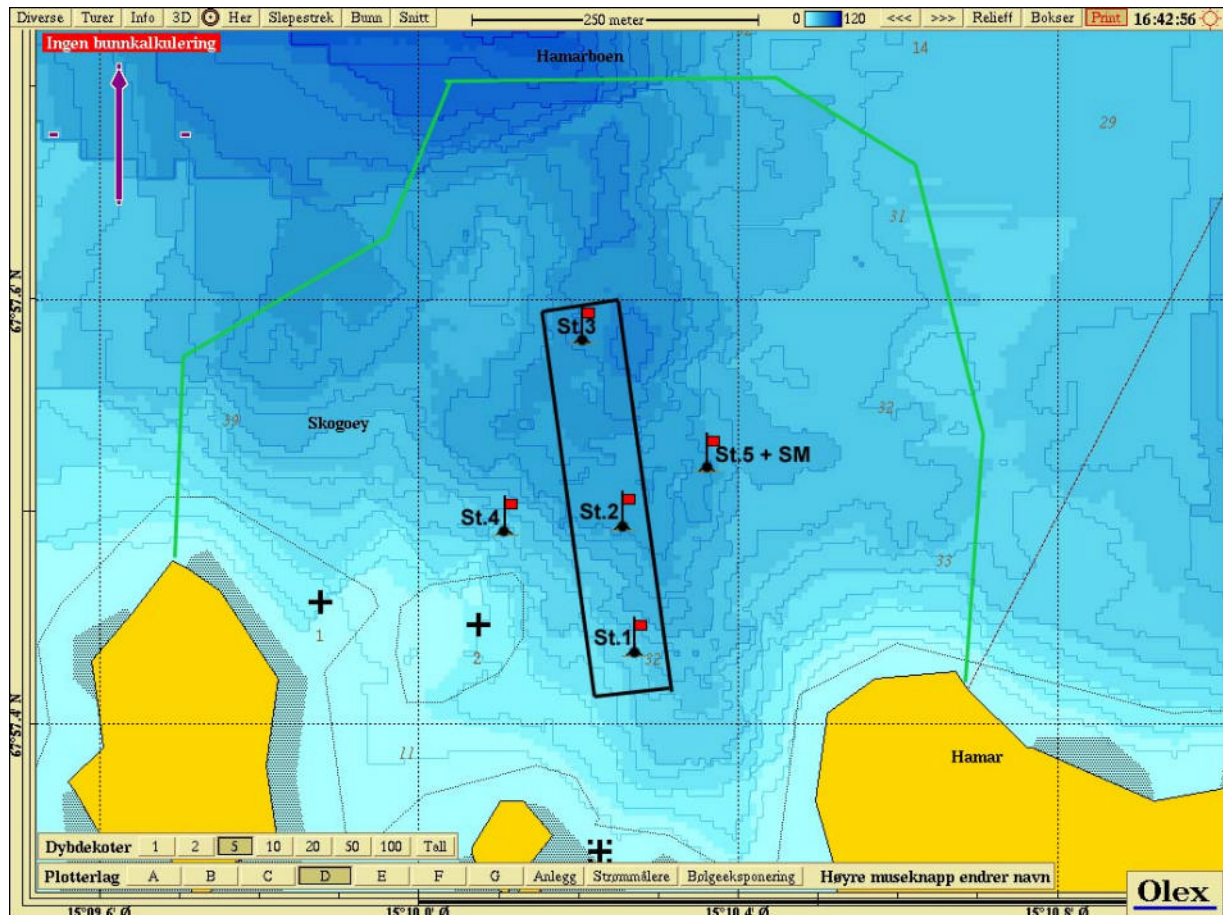 Diverse Turer Info 3D Her Slepestrek Bunn Snitt 250 meter 0 120 <<< >>> Relieff Bokser Print 16:42:56
Ingen bunnkalkulering
Hamarboen
14
29
31
67°57.6' N
St.3
32
39
Skogoey
St.5 + SM
St.4
St.2
33
1
2
St.1
32
67°57.4' N
11
Hamar
Dybdekoter 1 2 5 10 20 50 100 Tall
Plotterlag A B C D E F G Anlegg Strømmålere Bølgeeksponering Høyre museknapp endrer navn
Olex
15°09.6' Ø 15°10.0' Ø 15°10.4' Ø 15°10.8' Ø